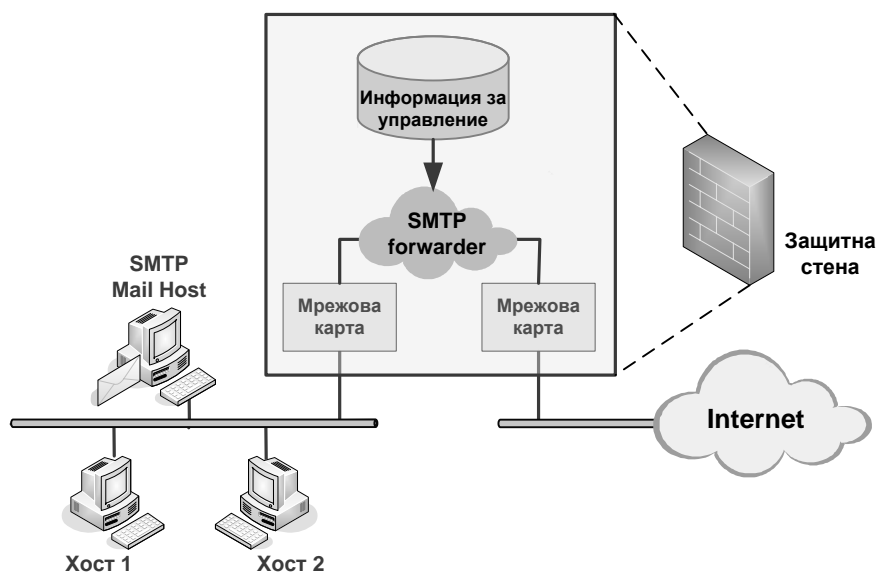 Информация за
управление
SMTP
forwarder
Защитна
стена
SMTP
Mail Host
Мрежова
карта
Мрежова
карта
Internet
Хост 1
Хост 2